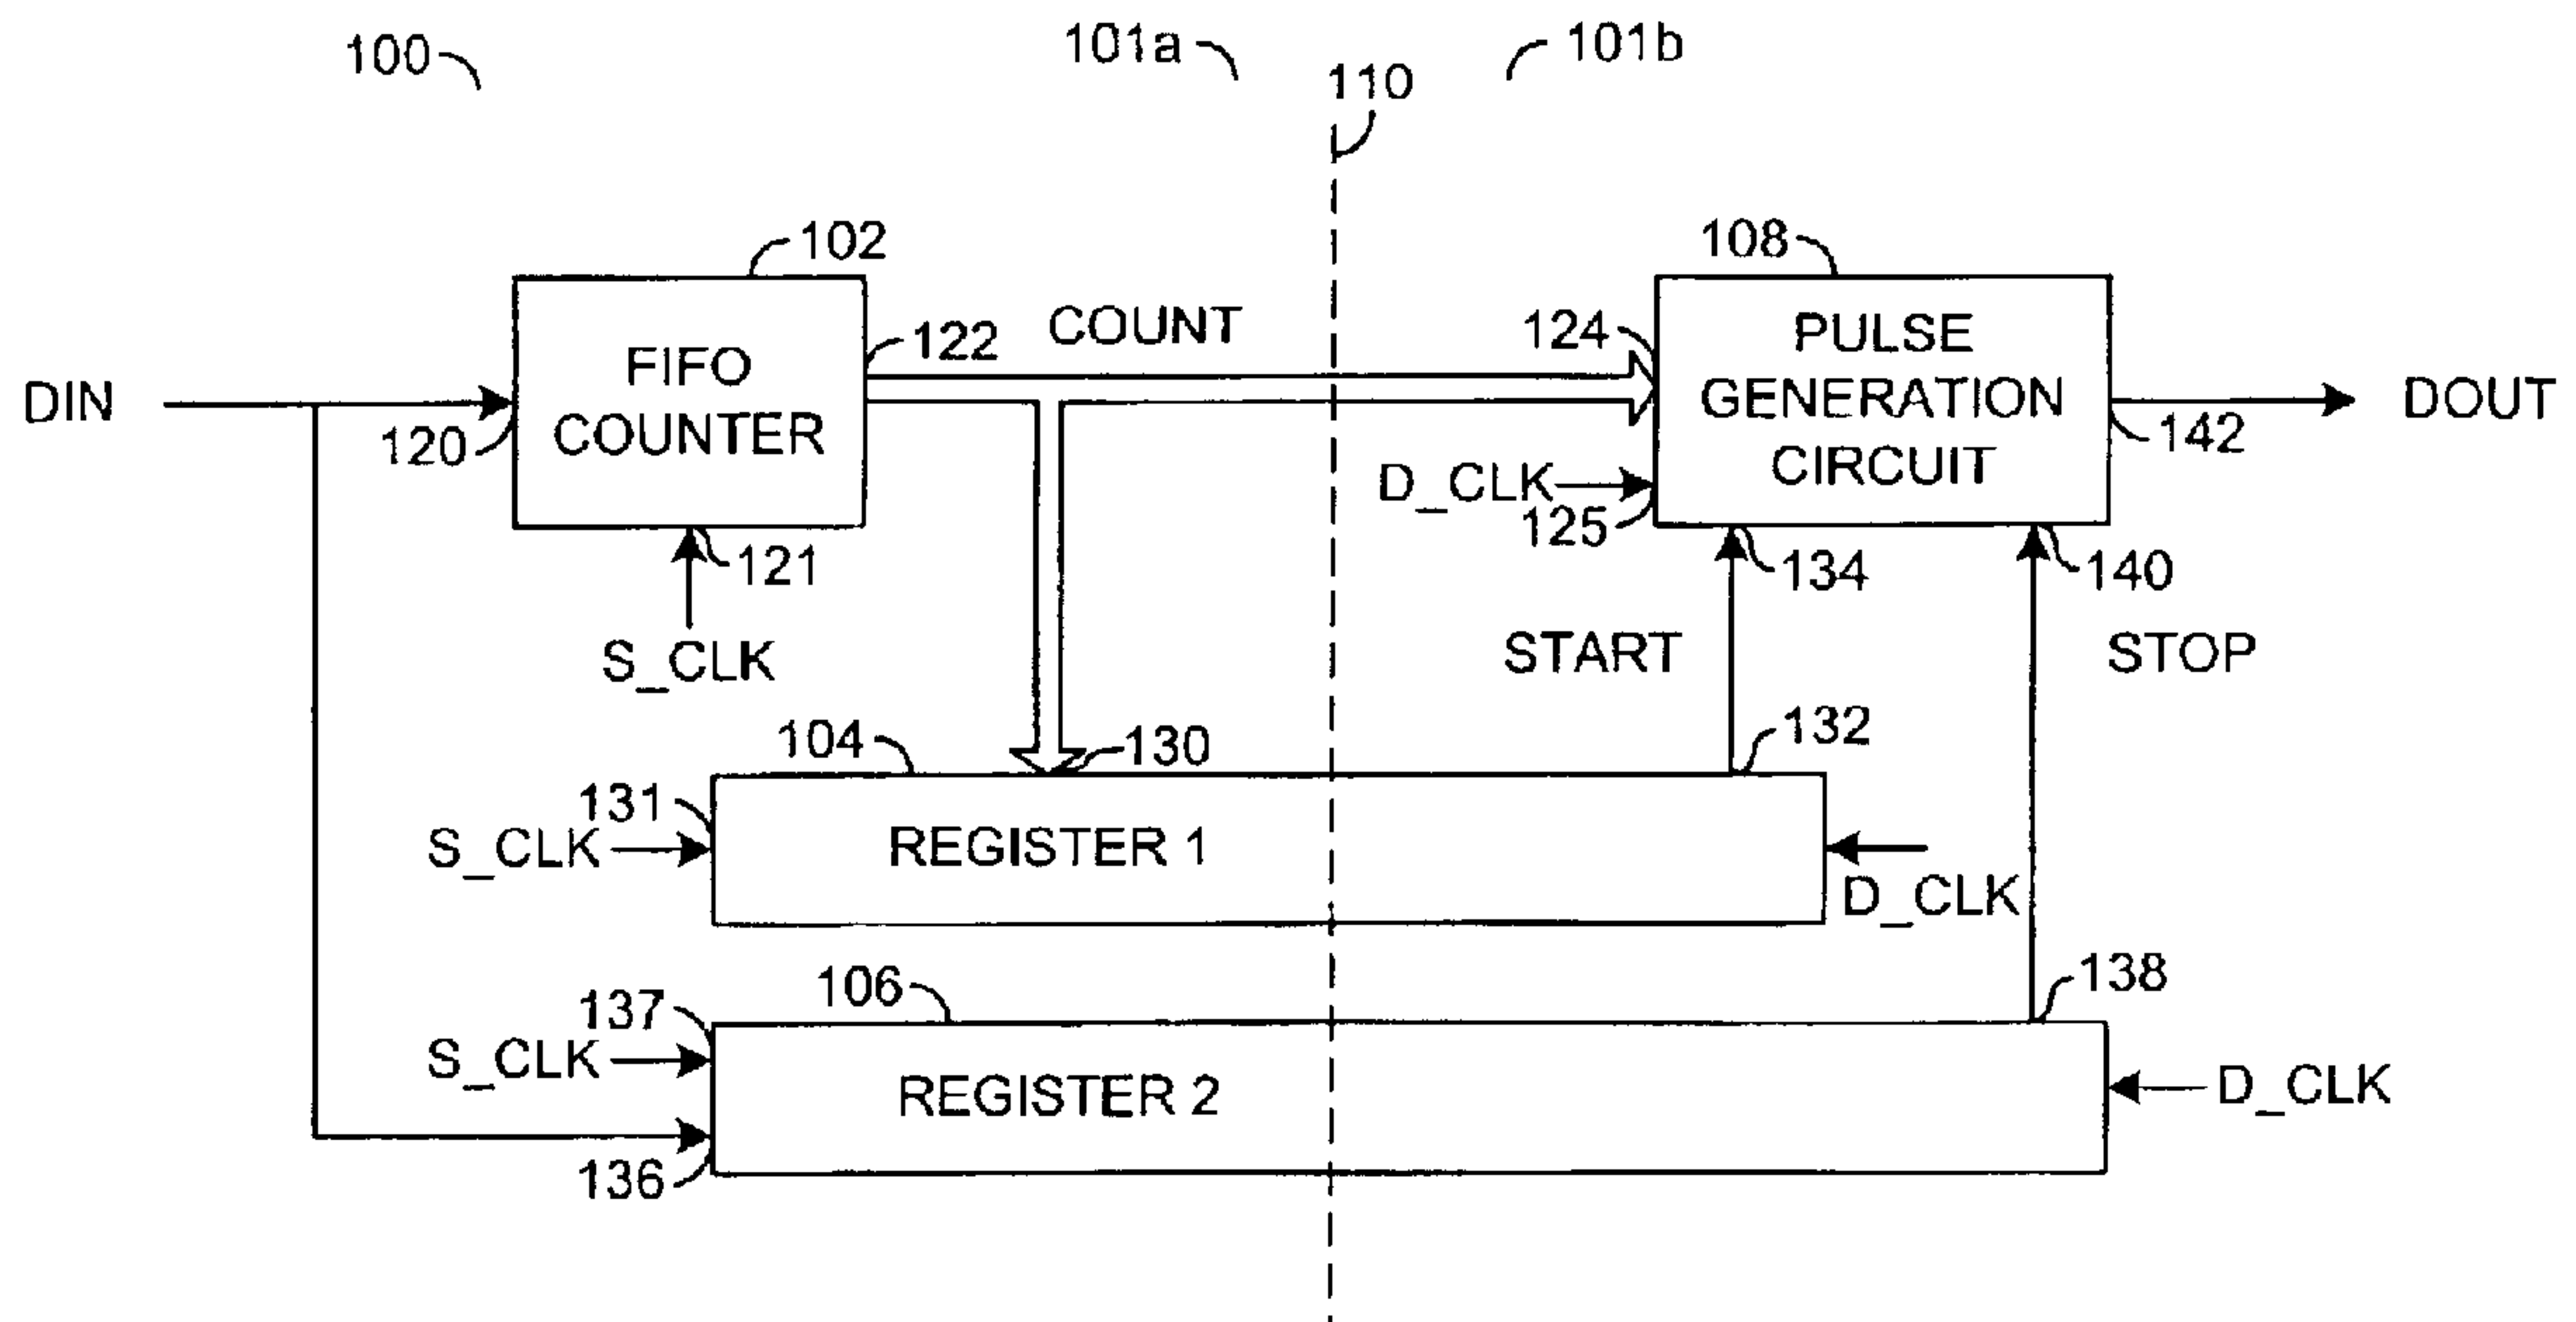 100
101a
101b
110
102
108
DIN
120
FIFO
COUNTER
122
COUNT
124
PULSE
GENERATION
CIRCUIT
D_CLK
125
142
DOUT
121
S_CLK
134
140
START
STOP
104
130
132
131
S_CLK
REGISTER 1
D_CLK
106
138
137
S_CLK
REGISTER 2
D_CLK
136